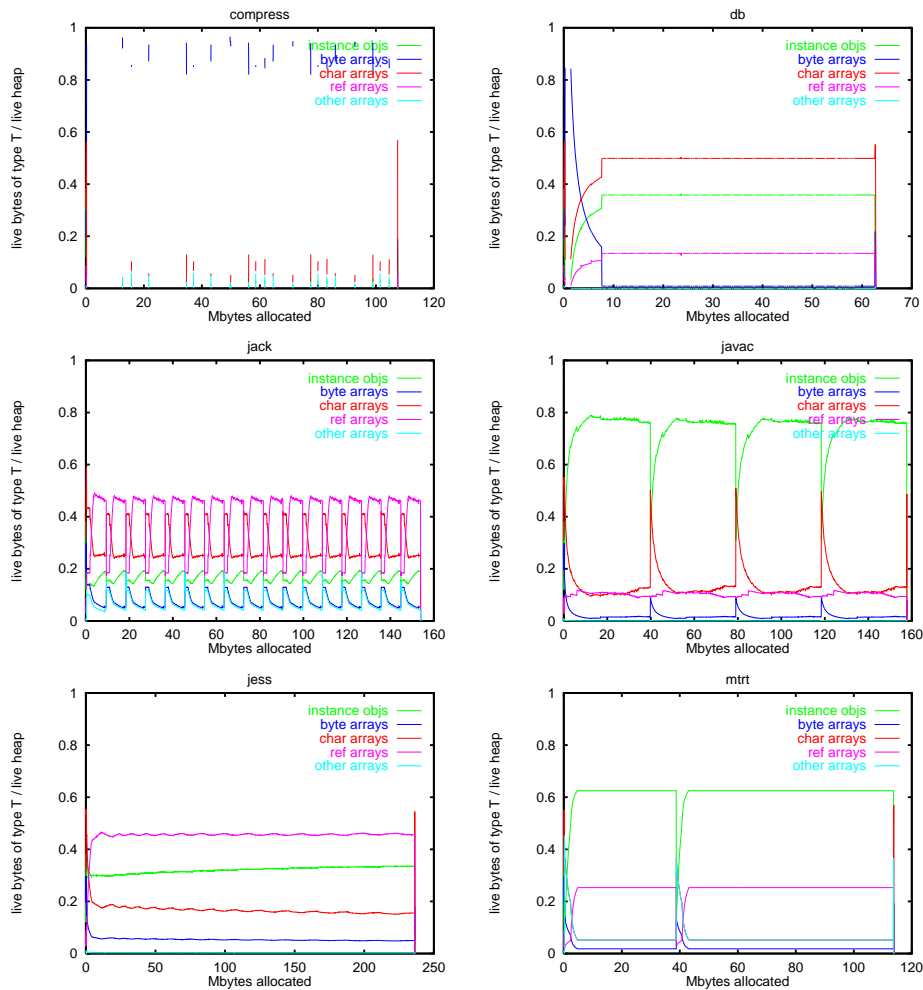 compress
live bytes of type T / live heap
1
0.8
0.6
0.4
0.2
0
instance objs
byte arrays
char arrays
ref arrays
other arrays
0 20 40 60 80 100 120
Mbytes allocated
db
live bytes of type T / live heap
1
0.8
0.6
0.4
0.2
0
instance objs
byte arrays
char arrays
ref arrays
other arrays
0 10 20 30 40 50 60 70
Mbytes allocated
jack
live bytes of type T / live heap
1
0.8
0.6
0.4
0.2
0
instance objs
byte arrays
char arrays
ref arrays
other arrays
0 20 40 60 80 100 120 140 160
Mbytes allocated
javac
live bytes of type T / live heap
1
0.8
0.6
0.4
0.2
0
instance objs
byte arrays
char arrays
ref arrays
other arrays
0 20 40 60 80 100 120 140 160
Mbytes allocated
jess
live bytes of type T / live heap
1
0.8
0.6
0.4
0.2
0
instance objs
byte arrays
char arrays
ref arrays
other arrays
0 50 100 150 200 250
Mbytes allocated
mtrt
live bytes of type T / live heap
1
0.8
0.6
0.4
0.2
0
instance objs
byte arrays
char arrays
ref arrays
other arrays
0 20 40 60 80 100 120
Mbytes allocated